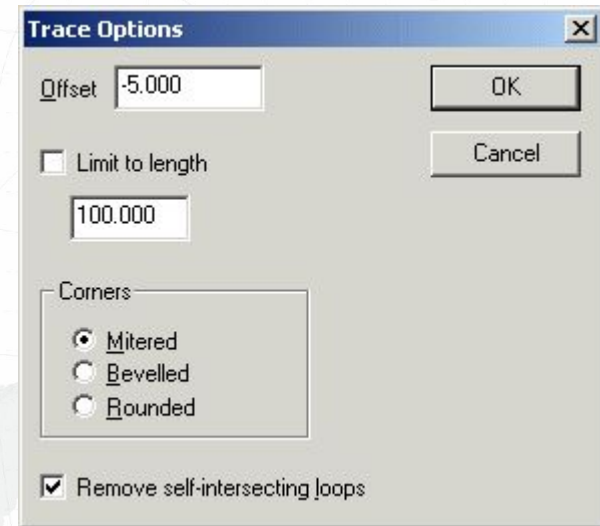 Trace Options
Offset -5.000
OK
Limit to length
Cancel
100.000
Corners
Mitered
Bevelled
Rounded
Remove self-intersecting loops